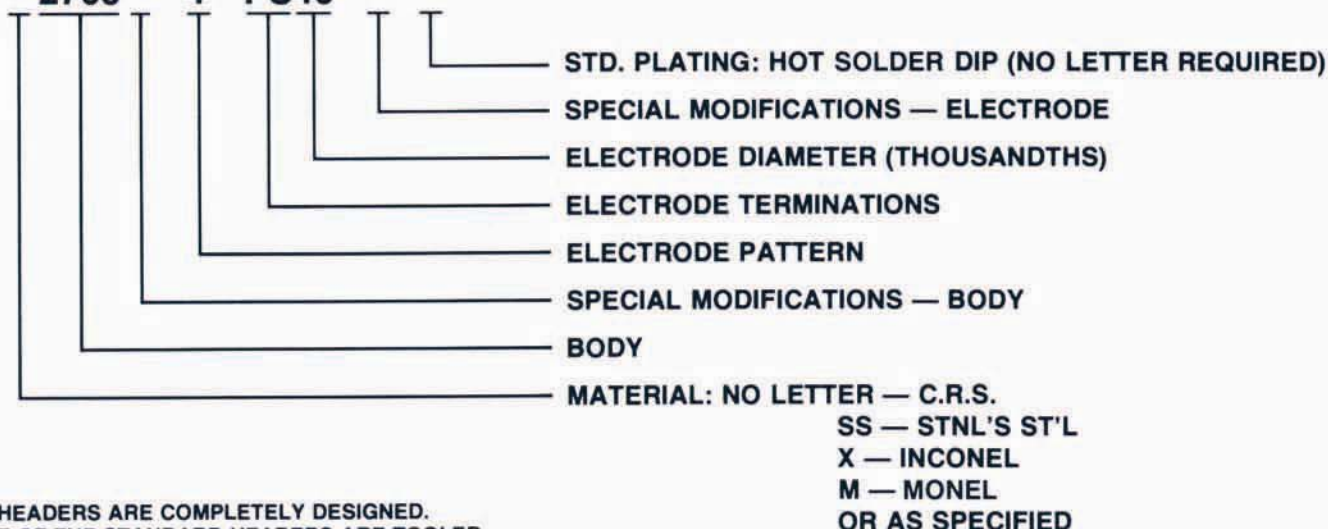 STD. PLATING: HOT SOLDER DIP (NO LETTER REQUIRED)
SPECIAL MODIFICATIONS — ELECTRODE
ELECTRODE DIAMETER (THOUSANDTHS)
ELECTRODE TERMINATIONS
ELECTRODE PATTERN
SPECIAL MODIFICATIONS — BODY
BODY
MATERIAL: NO LETTER — C.R.S.
SS — STNL'S ST'L
X — INCONEL
M — MONEL
OR AS SPECIFIED
HEADERS ARE COMPLETELY DESIGNED.